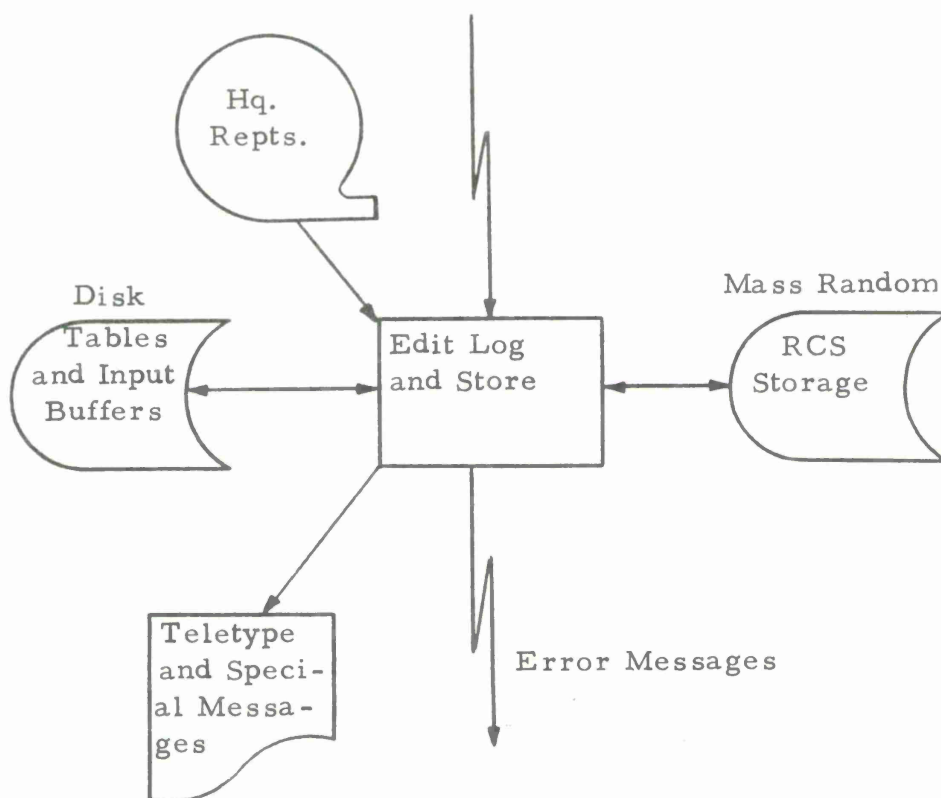 Hq.
Repts.
Disk
Tables
and Input
Buffers
Edit Log
and Store
Mass Random
RCS
Storage
Teletype
and Speci-
al Messa-
ges
Error Messages